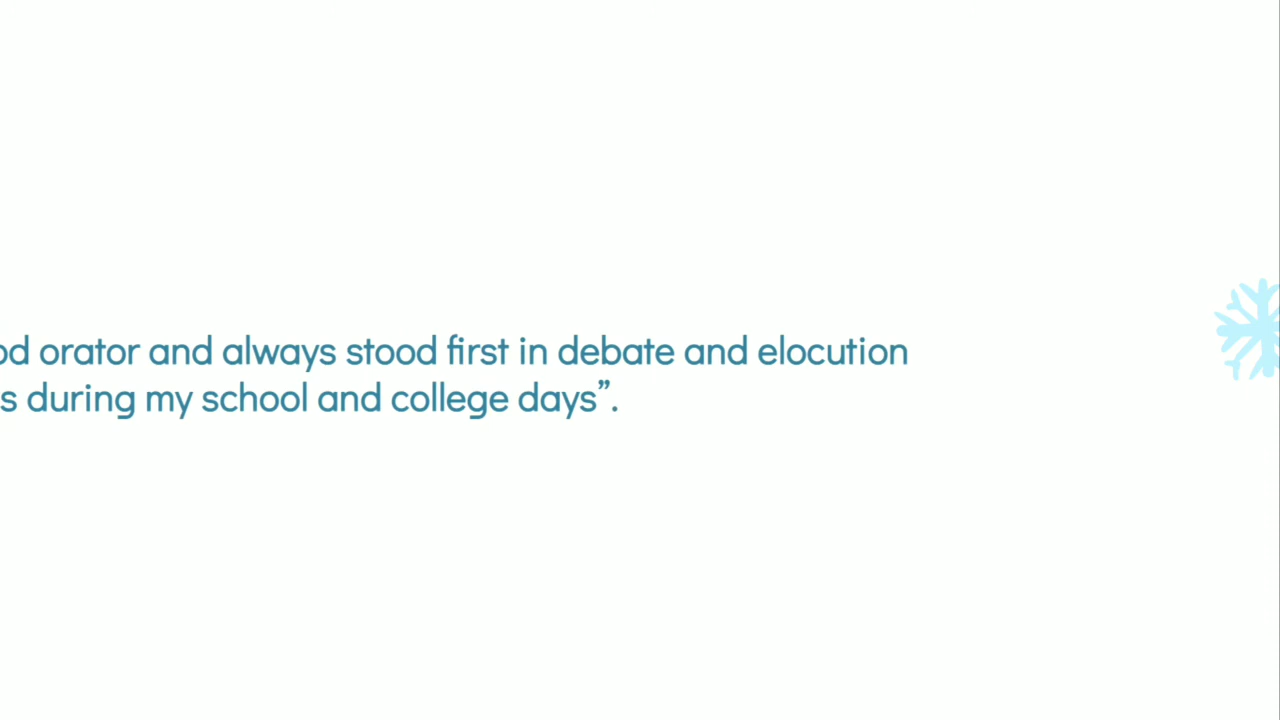 od orator and always stood first in debate and elocution
s during my school and college days”.